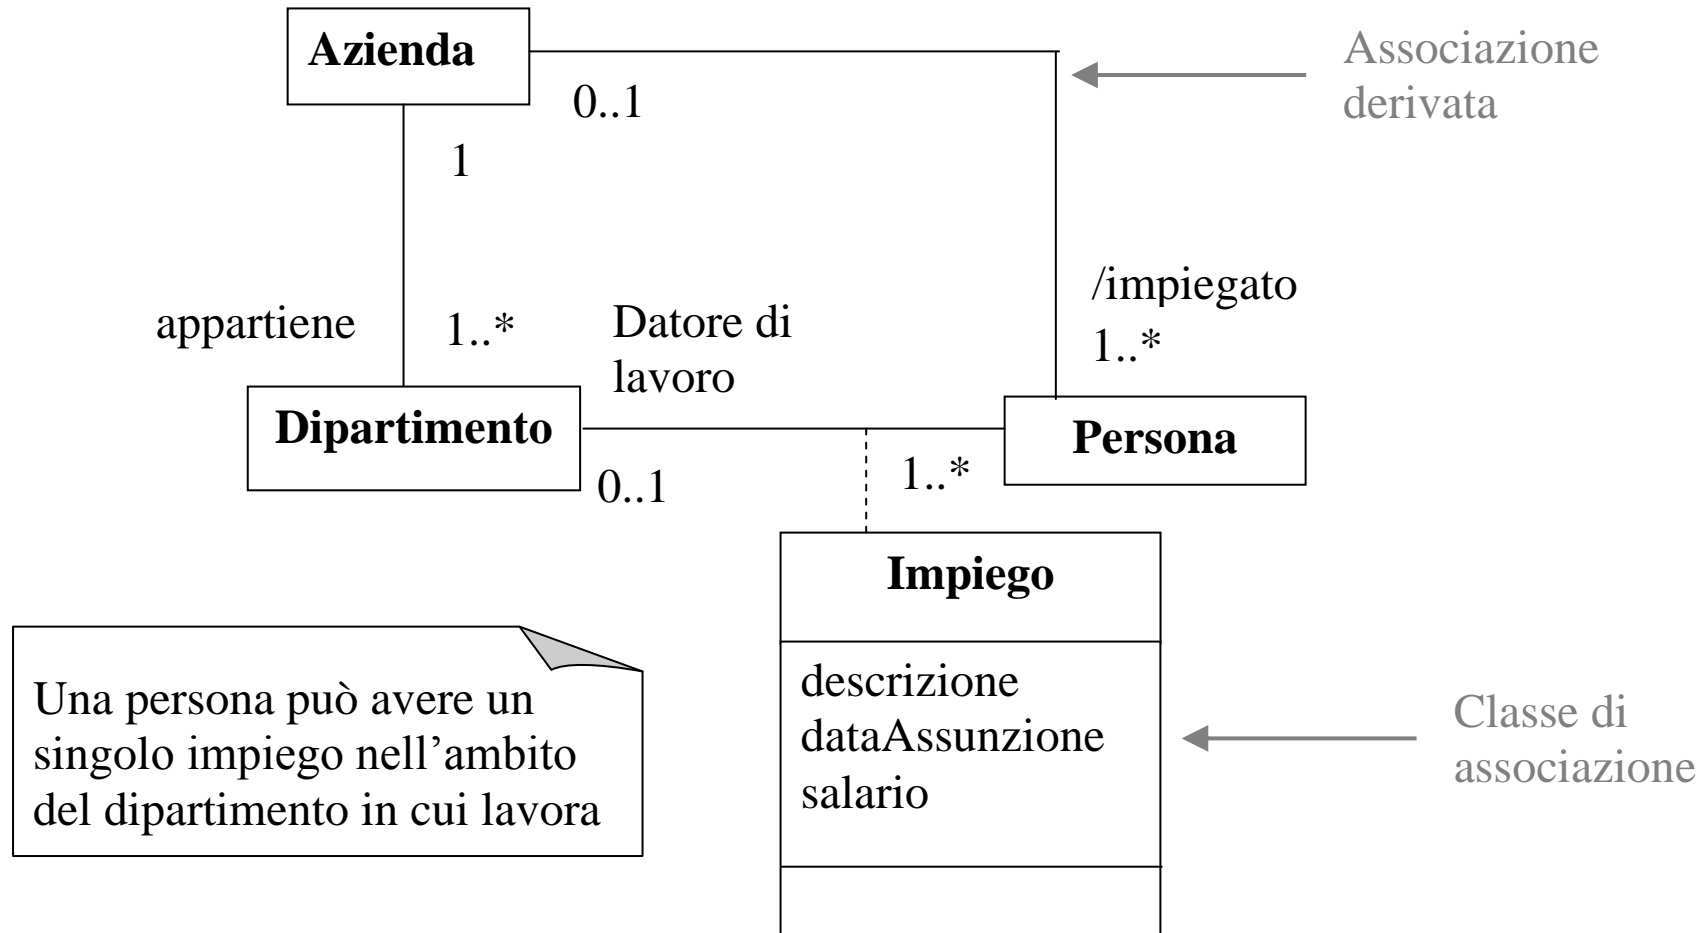 Azienda
Associazione
derivata
0..1
1
/impiegato
1..*
appartiene
1..*
Datore di
lavoro
Dipartimento
Persona
0..1
1..*
Impiego
descrizione
dataAssunzione
salario
Una persona può avere un
singolo impiego nell’ambito
del dipartimento in cui lavora
Classe di
associazione